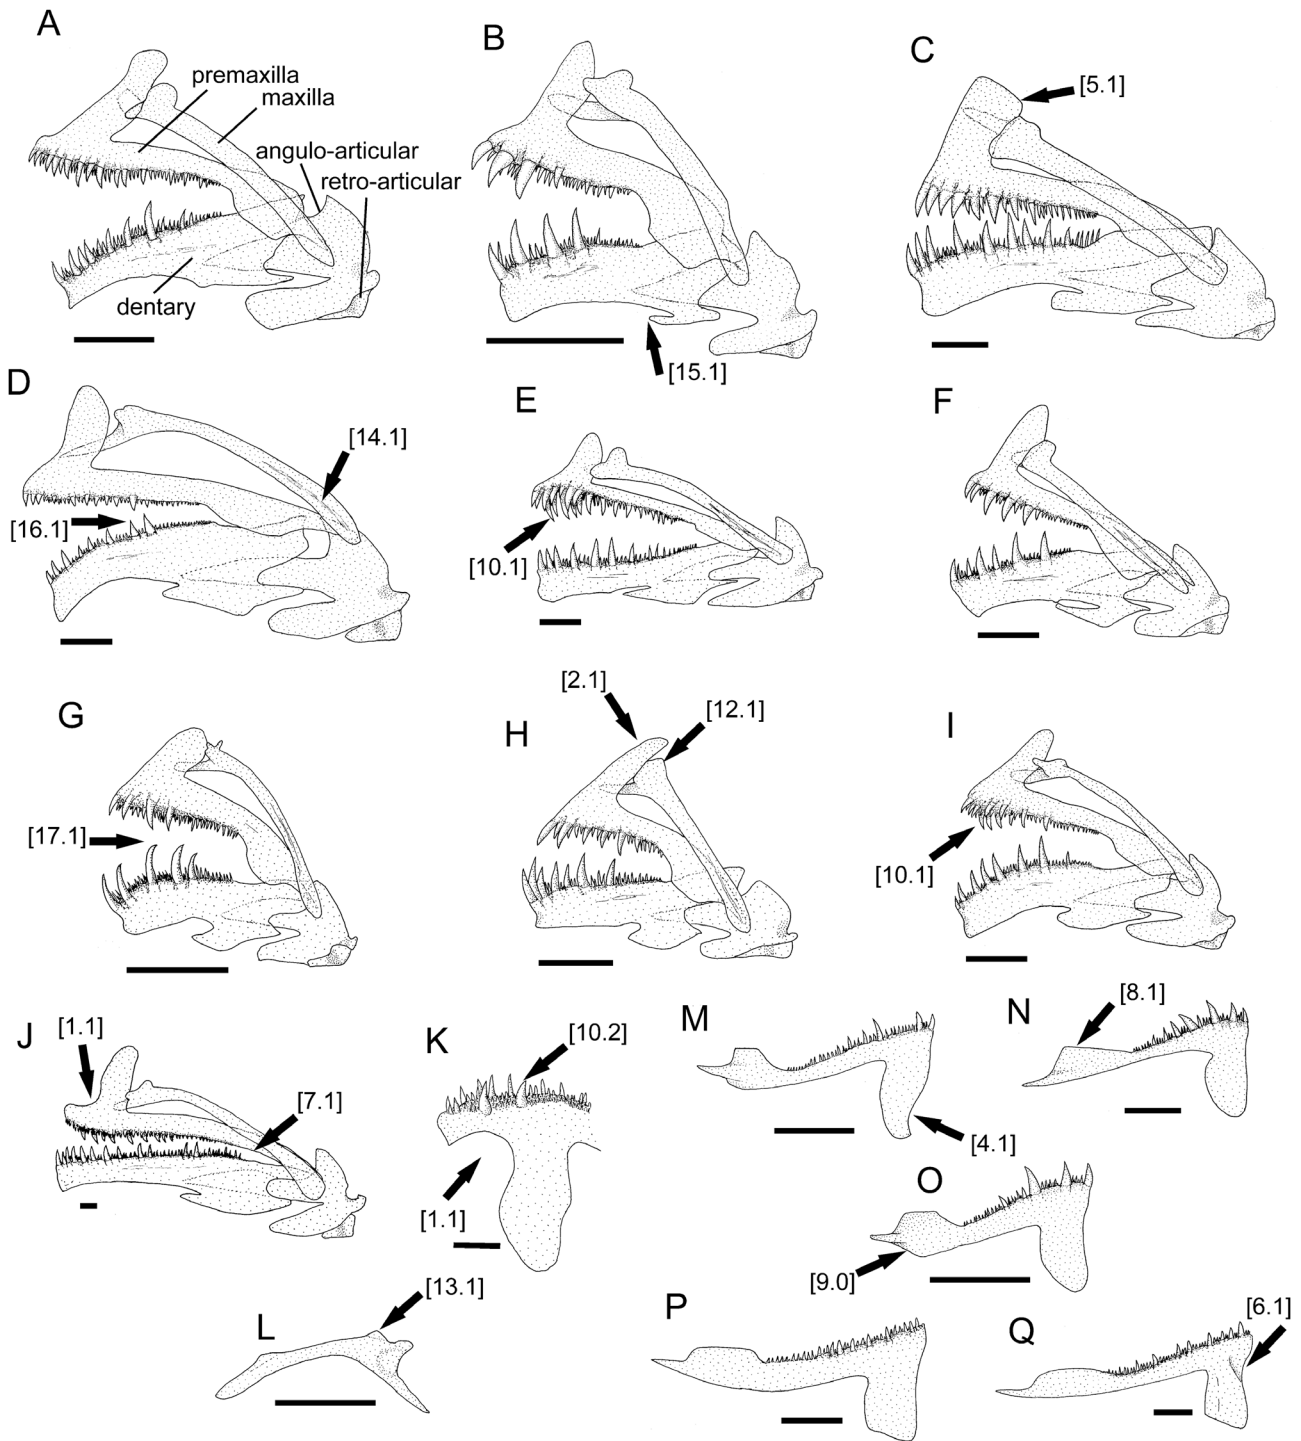 A
premaxilla
maxilla
angulo-articular
retro-articular
dentary
B
[15.1]
C
[5.1]
D
[14.1]
[16.1]
E
[10.1]
F
G
[17.1]
H
[2.1]
[12.1]
I
[10.1]
J
[1.1]
[7.1]
K
[10.2]
[1.1]
L
[13.1]
M
[4.1]
N
[8.1]
O
[9.0]
P
Q
[6.1]